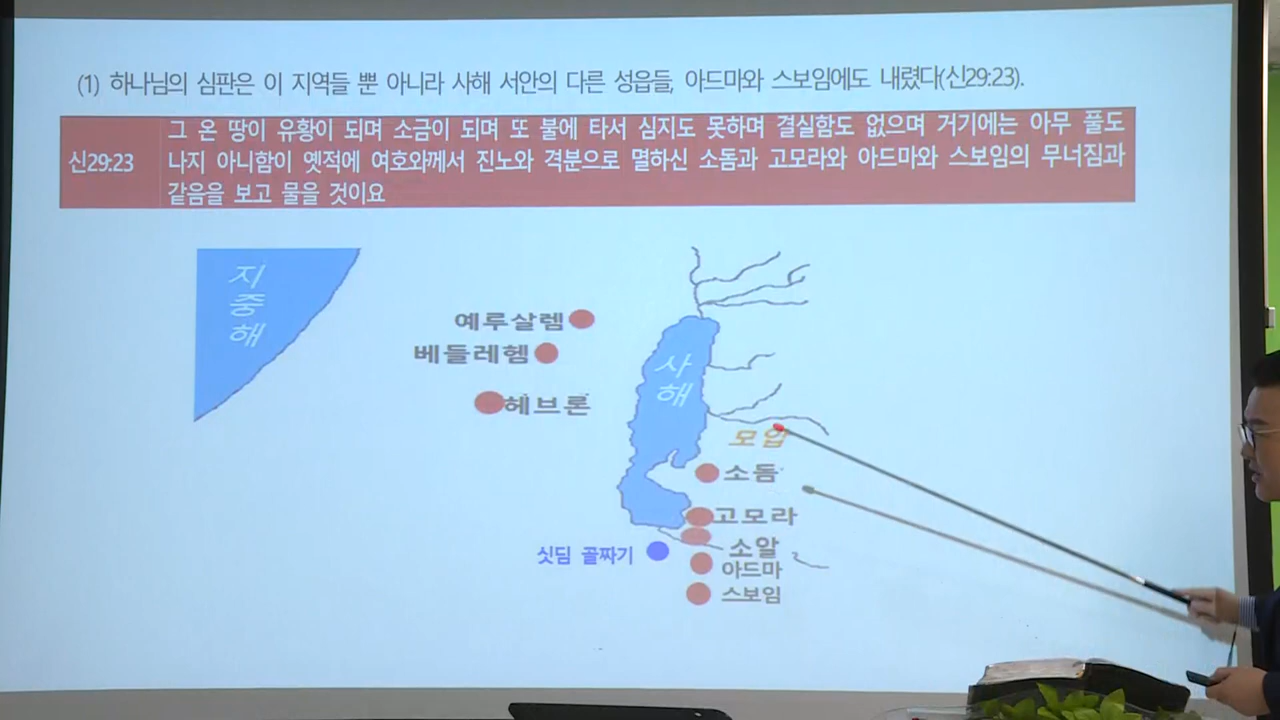 (1) 하나님의 심판은 이 지역들 뿐 아니라 사해 서안의 다른 성읍들, 아드마와 스보임에도 내렸다(신29:23).
신29:23
그 온 땅이 유황이 되며 소금이 되며 또 불에 타서 심지도 못하며 결실함도 없으며 거기에는 아무 풀도
나지 아니함이 옛적에 여호와께서 진노와 격분으로 멸하신 소돔과 고모라와 아드마와 스보임의 무너짐과
같음을 보고 물을 것이요
지중해
예루살렘
베들레헴
헤브론
사해
모압
소돔
고모라
싯딤 골짜기
소알
아드마
스보임